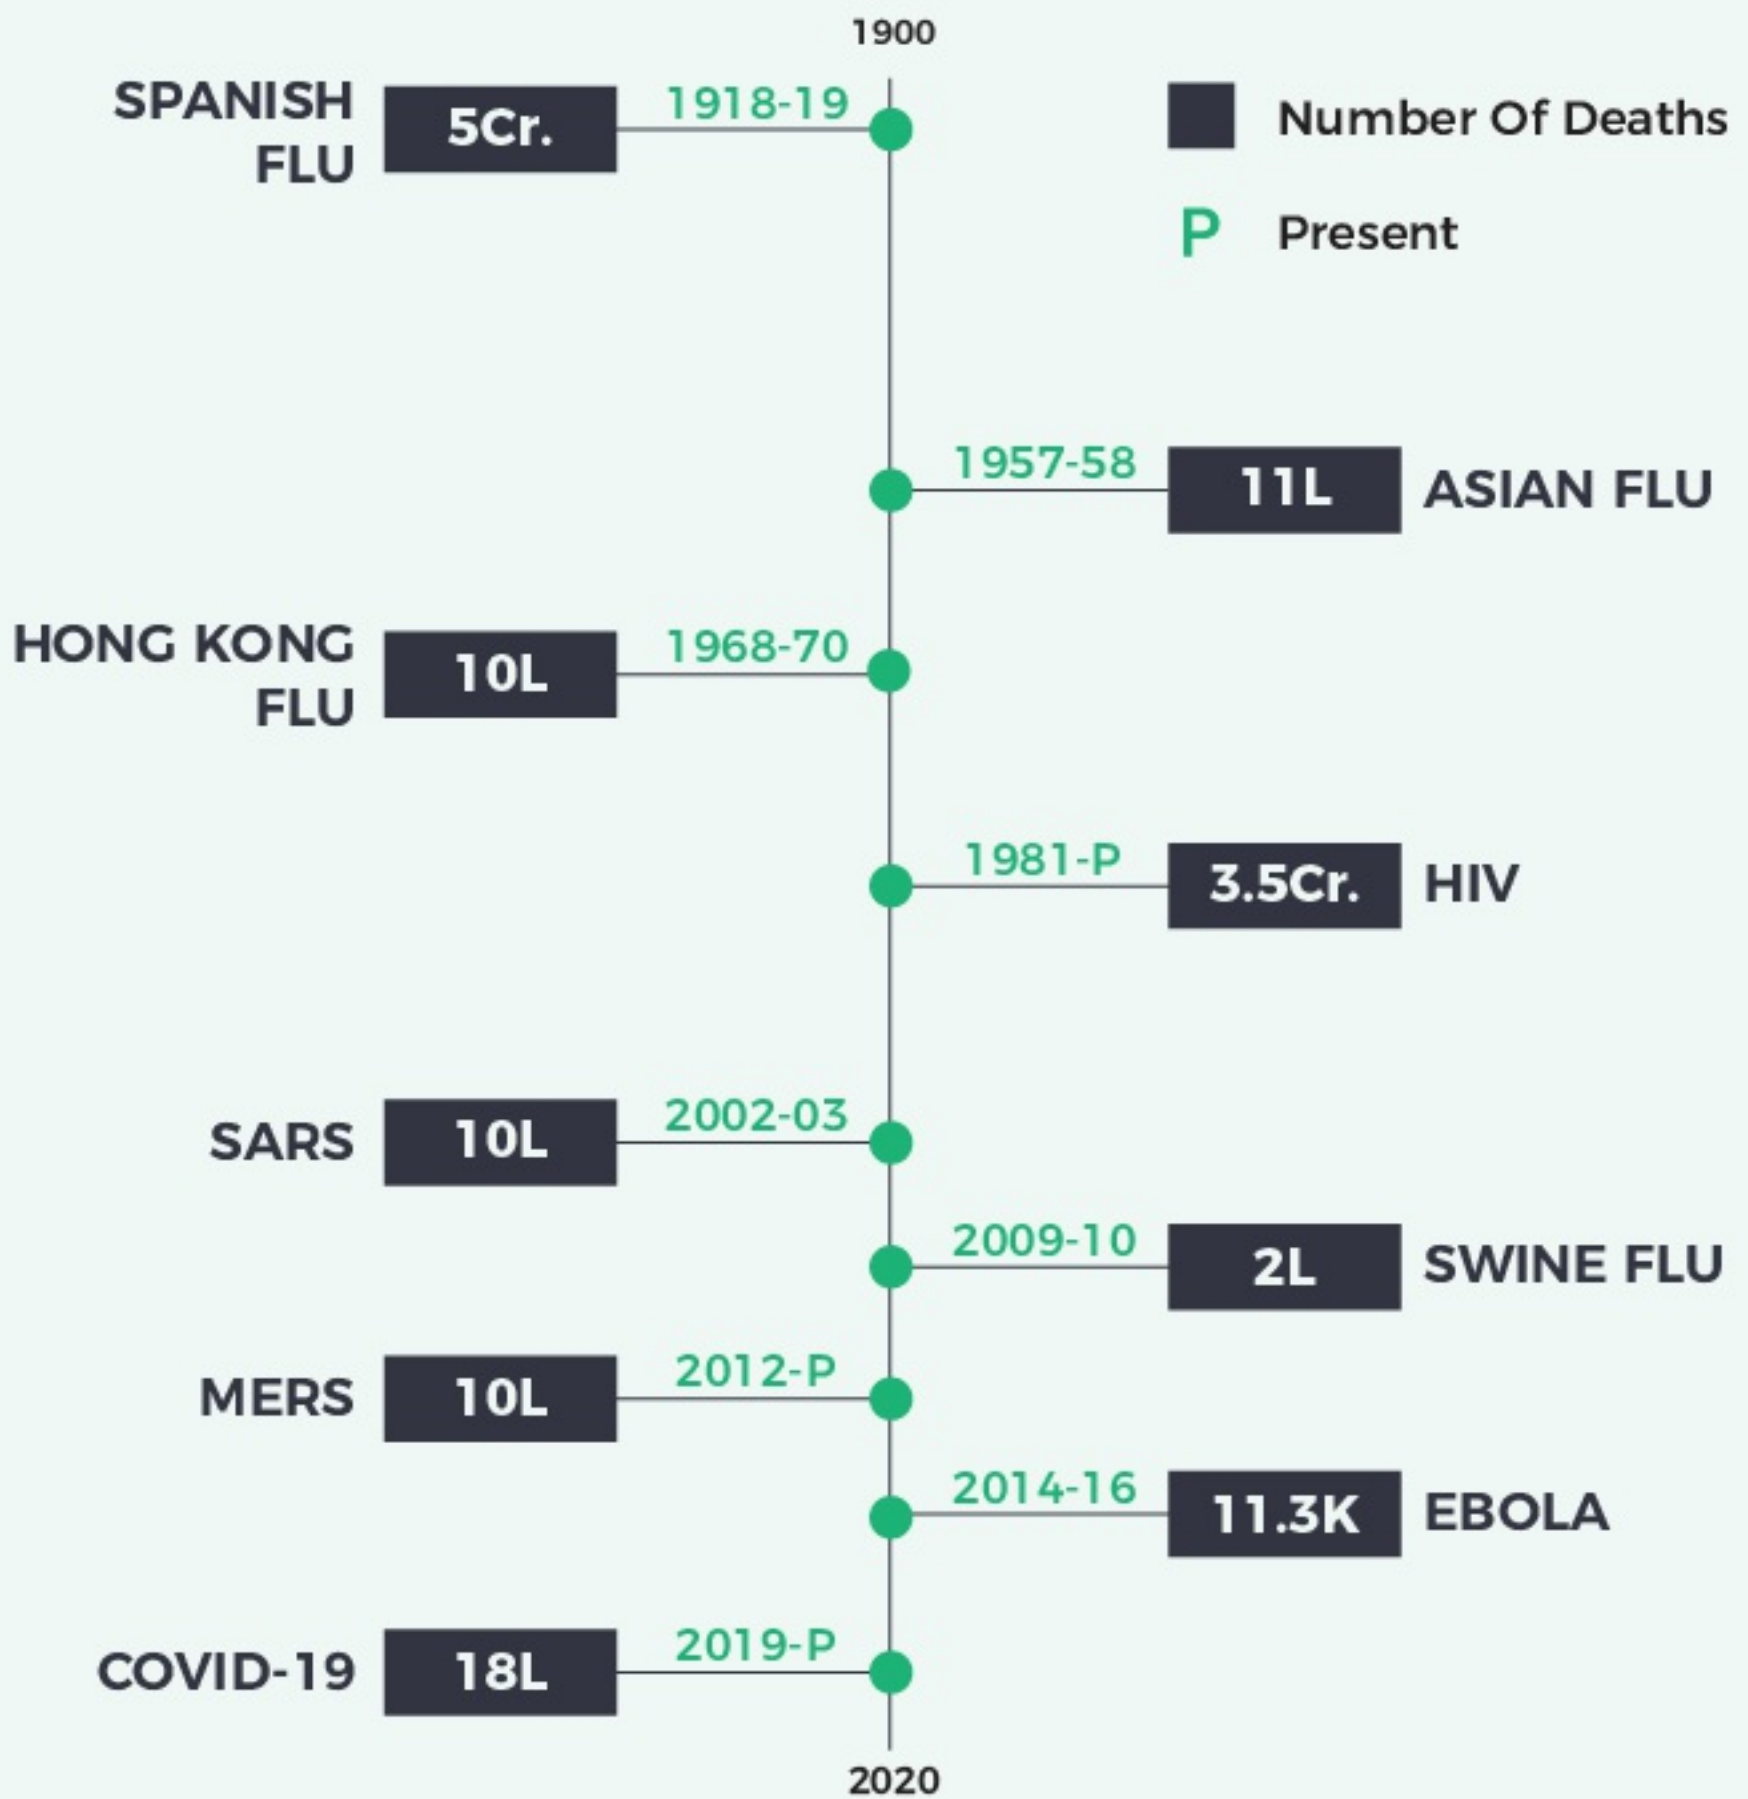 1900
SPANISH
FLU
5Cr.
1918-19
Number Of Deaths
P Present
1957-58
11L
ASIAN FLU
HONG KONG
FLU
10L
1968-70
1981-P
3.5Cr.
HIV
SARS
10L
2002-03
2009-10
2L
SWINE FLU
MERS
10L
2012-P
2014-16
11.3K
EBOLA
COVID-19
18L
2019-P
2020